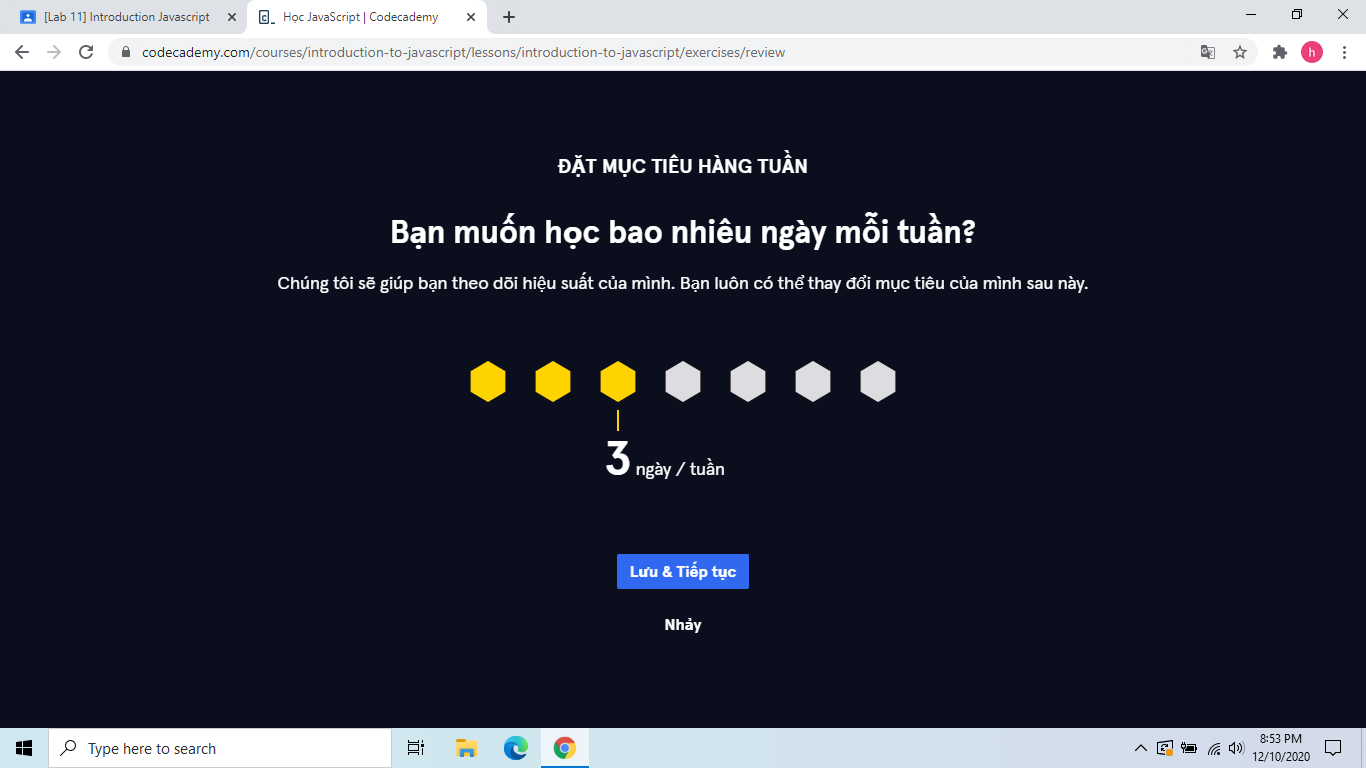 [Lab 11] Introduction Javascript
Học JavaScript | Codecademy
codecademy.com/courses/introduction-to-javascript/lessons/introduction-to-javascript/exercises/review
h
ĐẶT MỤC TIÊU HÀNG TUẦN
Bạn muốn học bao nhiêu ngày mỗi tuần?
Chúng tôi sẽ giúp bạn theo dõi hiệu suất của mình. Bạn luôn có thể thay đổi mục tiêu của mình sau này.
3 ngày / tuần
Lưu & Tiếp tục
Nhảy
Type here to search
8:53 PM
12/10/2020